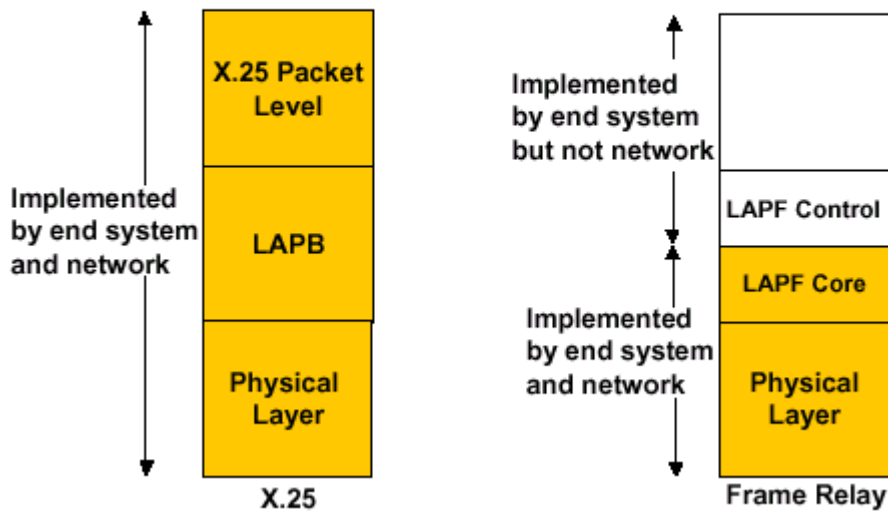 X.25 Packet
Level
Implemented
by end system
and network
LAPB
Physical
Layer
X.25
Implemented
by end system
but not network
LAPF Control
LAPF Core
Implemented
by end system
and network
Physical
Layer
Frame Relay